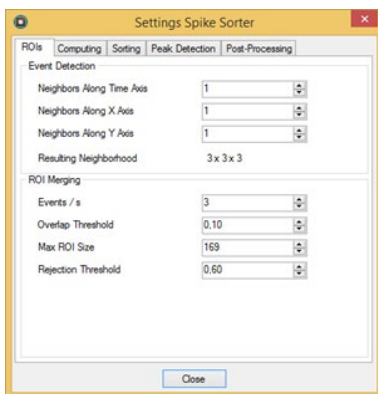 Settings Spike Sorter
ROIs Computing Sorting Peak Detection Post-Processing
Event Detection
Neighbors Along Time Axis 1
Neighbors Along X Axis 1
Neighbors Along Y Axis 1
Resulting Neighborhood 3 x 3 x 3
ROI Merging
Events / s 3
Overlap Threshold 0,10
Max ROI Size 169
Rejection Threshold 0,60
Close